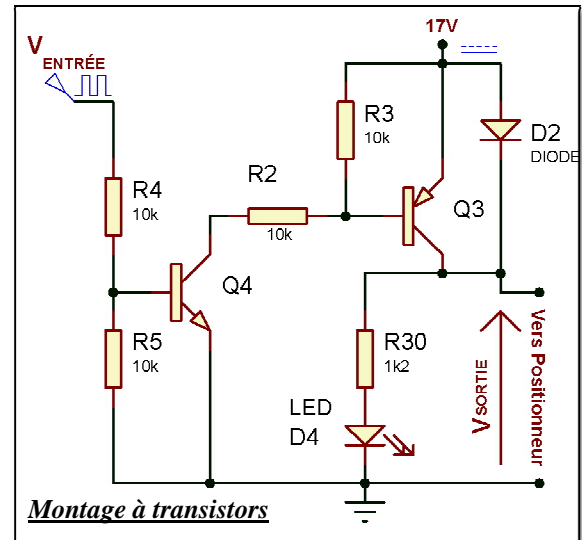 17V
V ENTRÉE
R3
10k
D2
DIODE
R4
10k
R2
10k
Q3
Q4
R5
10k
R30
1k2
LED
D4
VSORTIE
Vers Positionneur
Montage à transistors